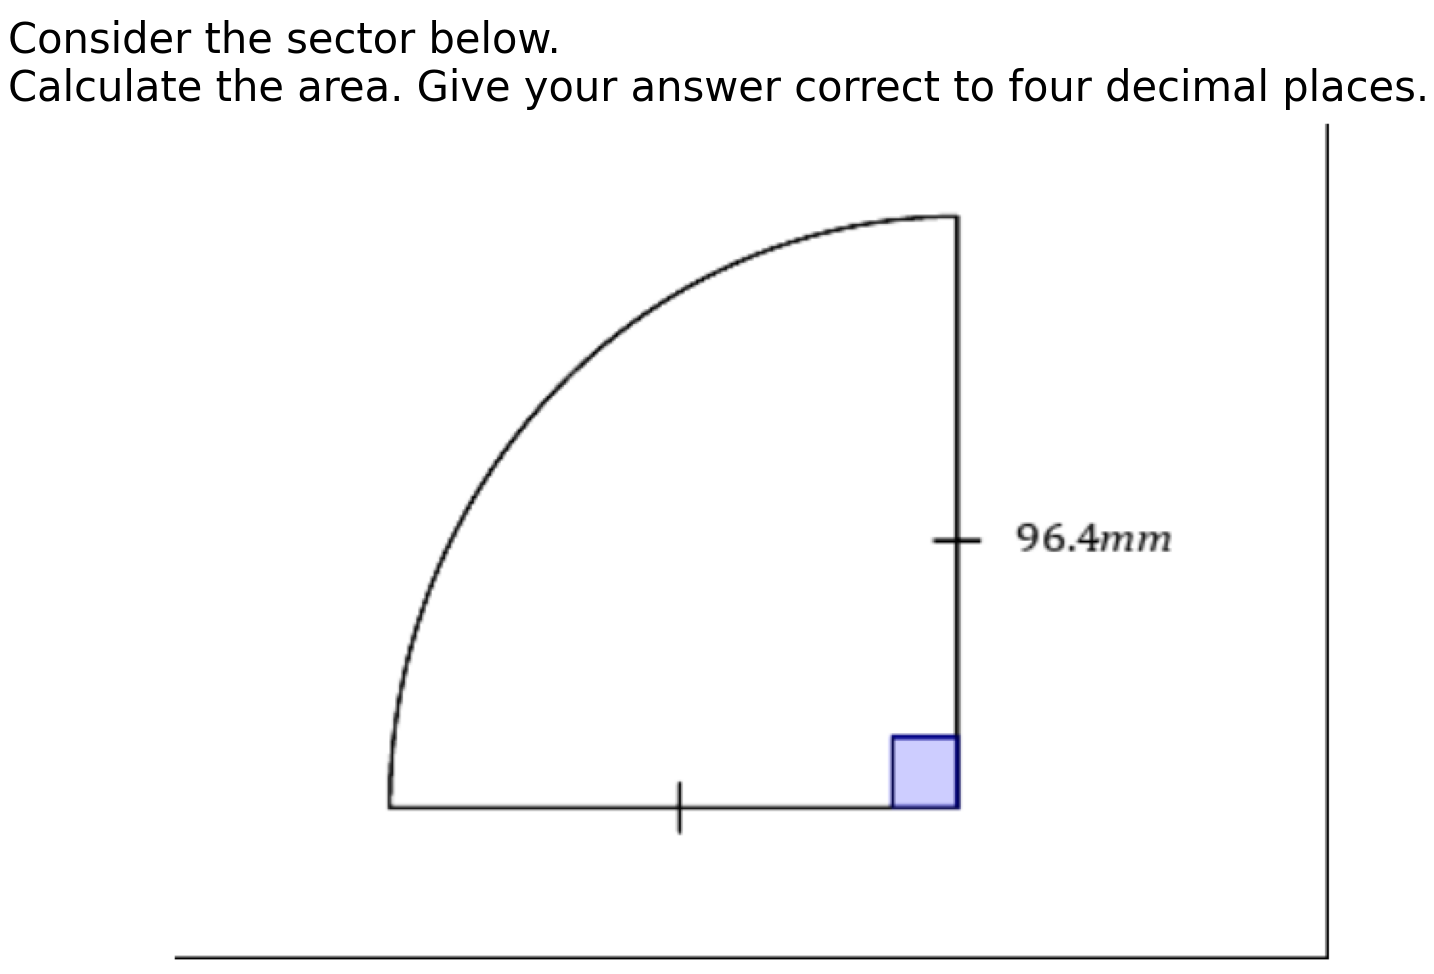 Consider the sector below.
Calculate the area. Give your answer correct to four decimal places.
96.4mm